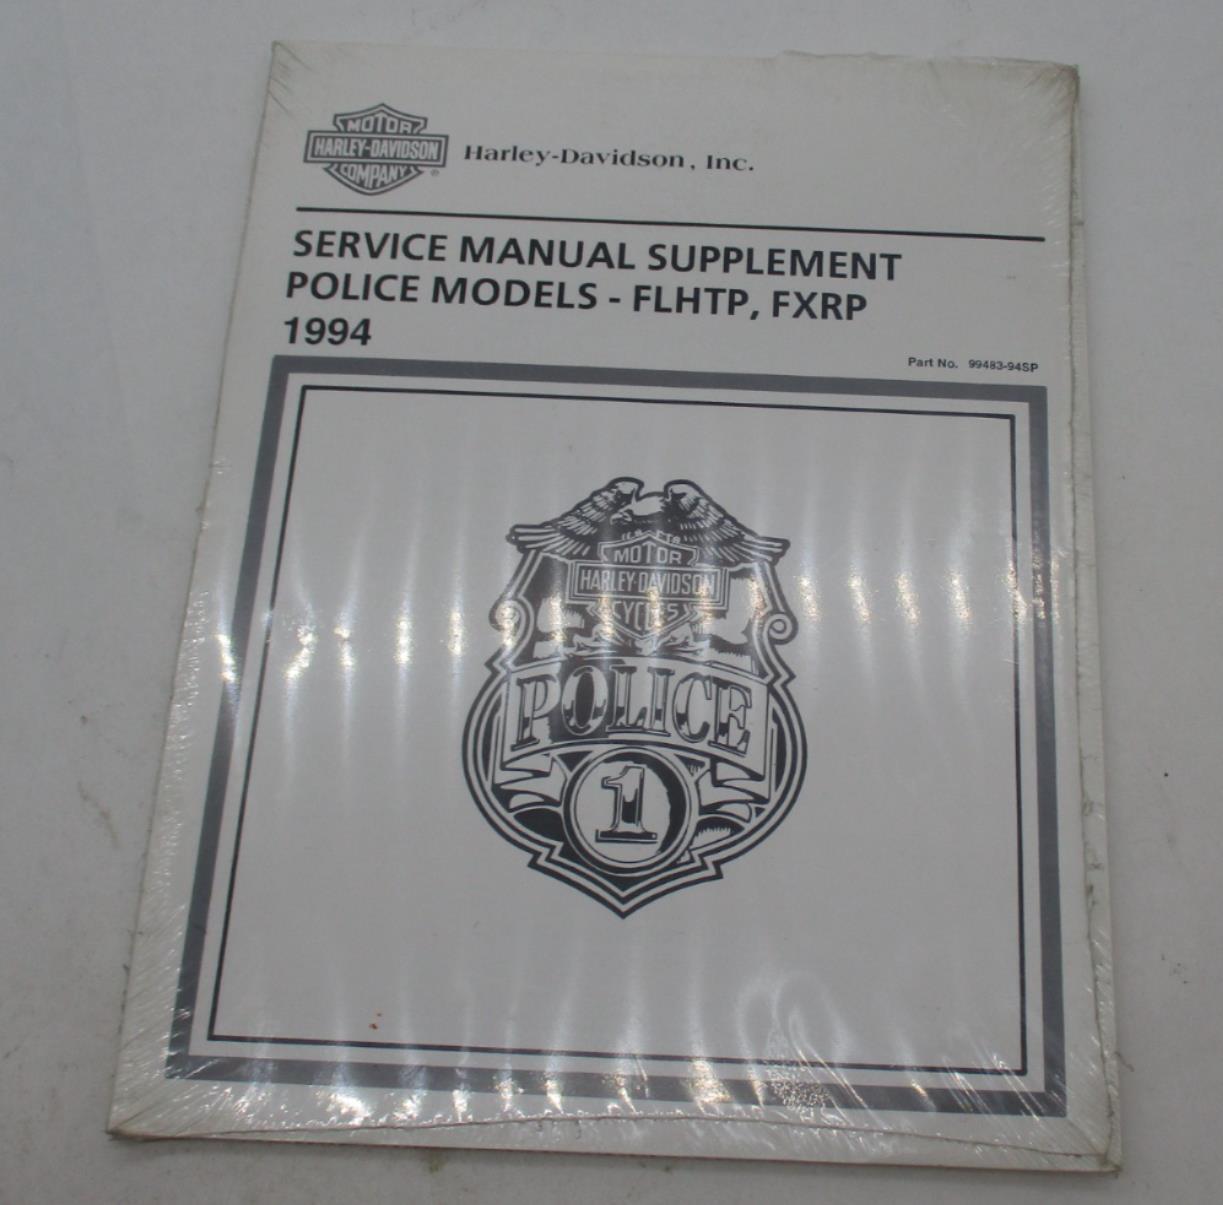 MOTOR
HARLEY-DAVIDSON
COMPANY
®
Harley-Davidson, Inc.
SERVICE MANUAL SUPPLEMENT
POLICE MODELS - FLHTP, FXRP
1994
Part No. 99483-94SP
MOTOR
HARLEY-DAVIDSON
CYCLES
POLICE
1